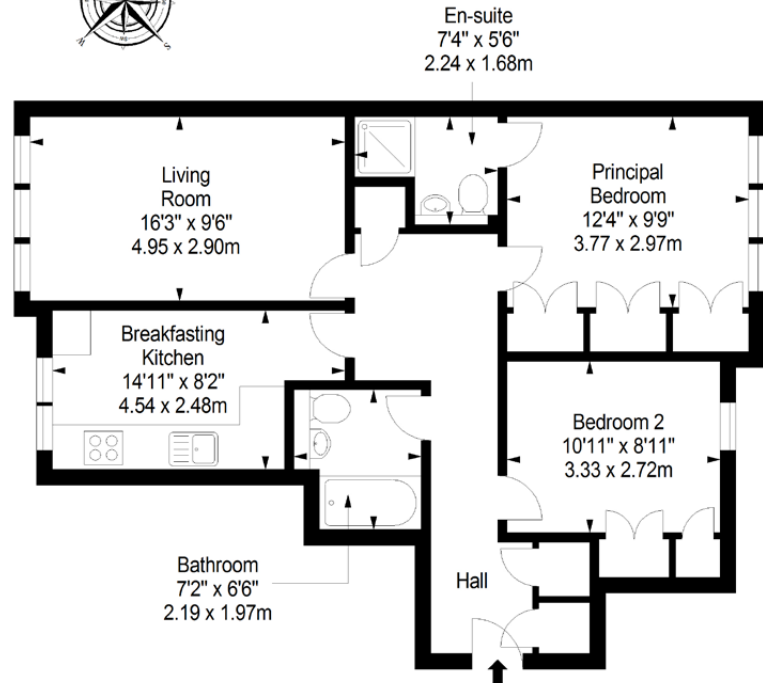 W
S
En-suite
7'4" x 5'6"
2.24 x 1.68m
Living
Room
16'3" x 9'6"
4.95 x 2.90m
Principal
Bedroom
12'4" x 9'9"
3.77 x 2.97m
Breakfasting
Kitchen
14'11" x 8'2"
4.54 x 2.48m
Bedroom 2
10'11" x 8'11"
3.33 x 2.72m
Bathroom
7'2" x 6'6"
2.19 x 1.97m
Hall